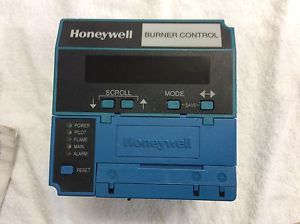 Honeywell
BURNER CONTROL
SCROLL
MODE
SAVE
POWER
PILOT
FLAME
MAIN
ALARM
RESET
Honeywell